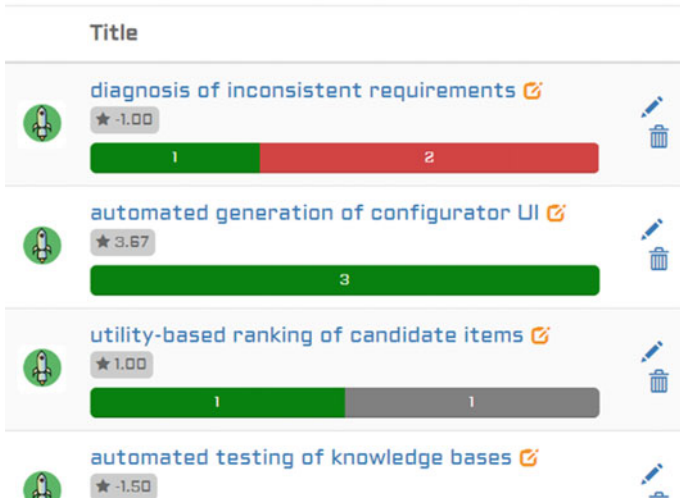 Title
diagnosis of inconsistent requirements
-1.00
1 2
automated generation of configurator UI
3.67
3
utility-based ranking of candidate items
1.00
1 1
automated testing of knowledge bases
-1.50